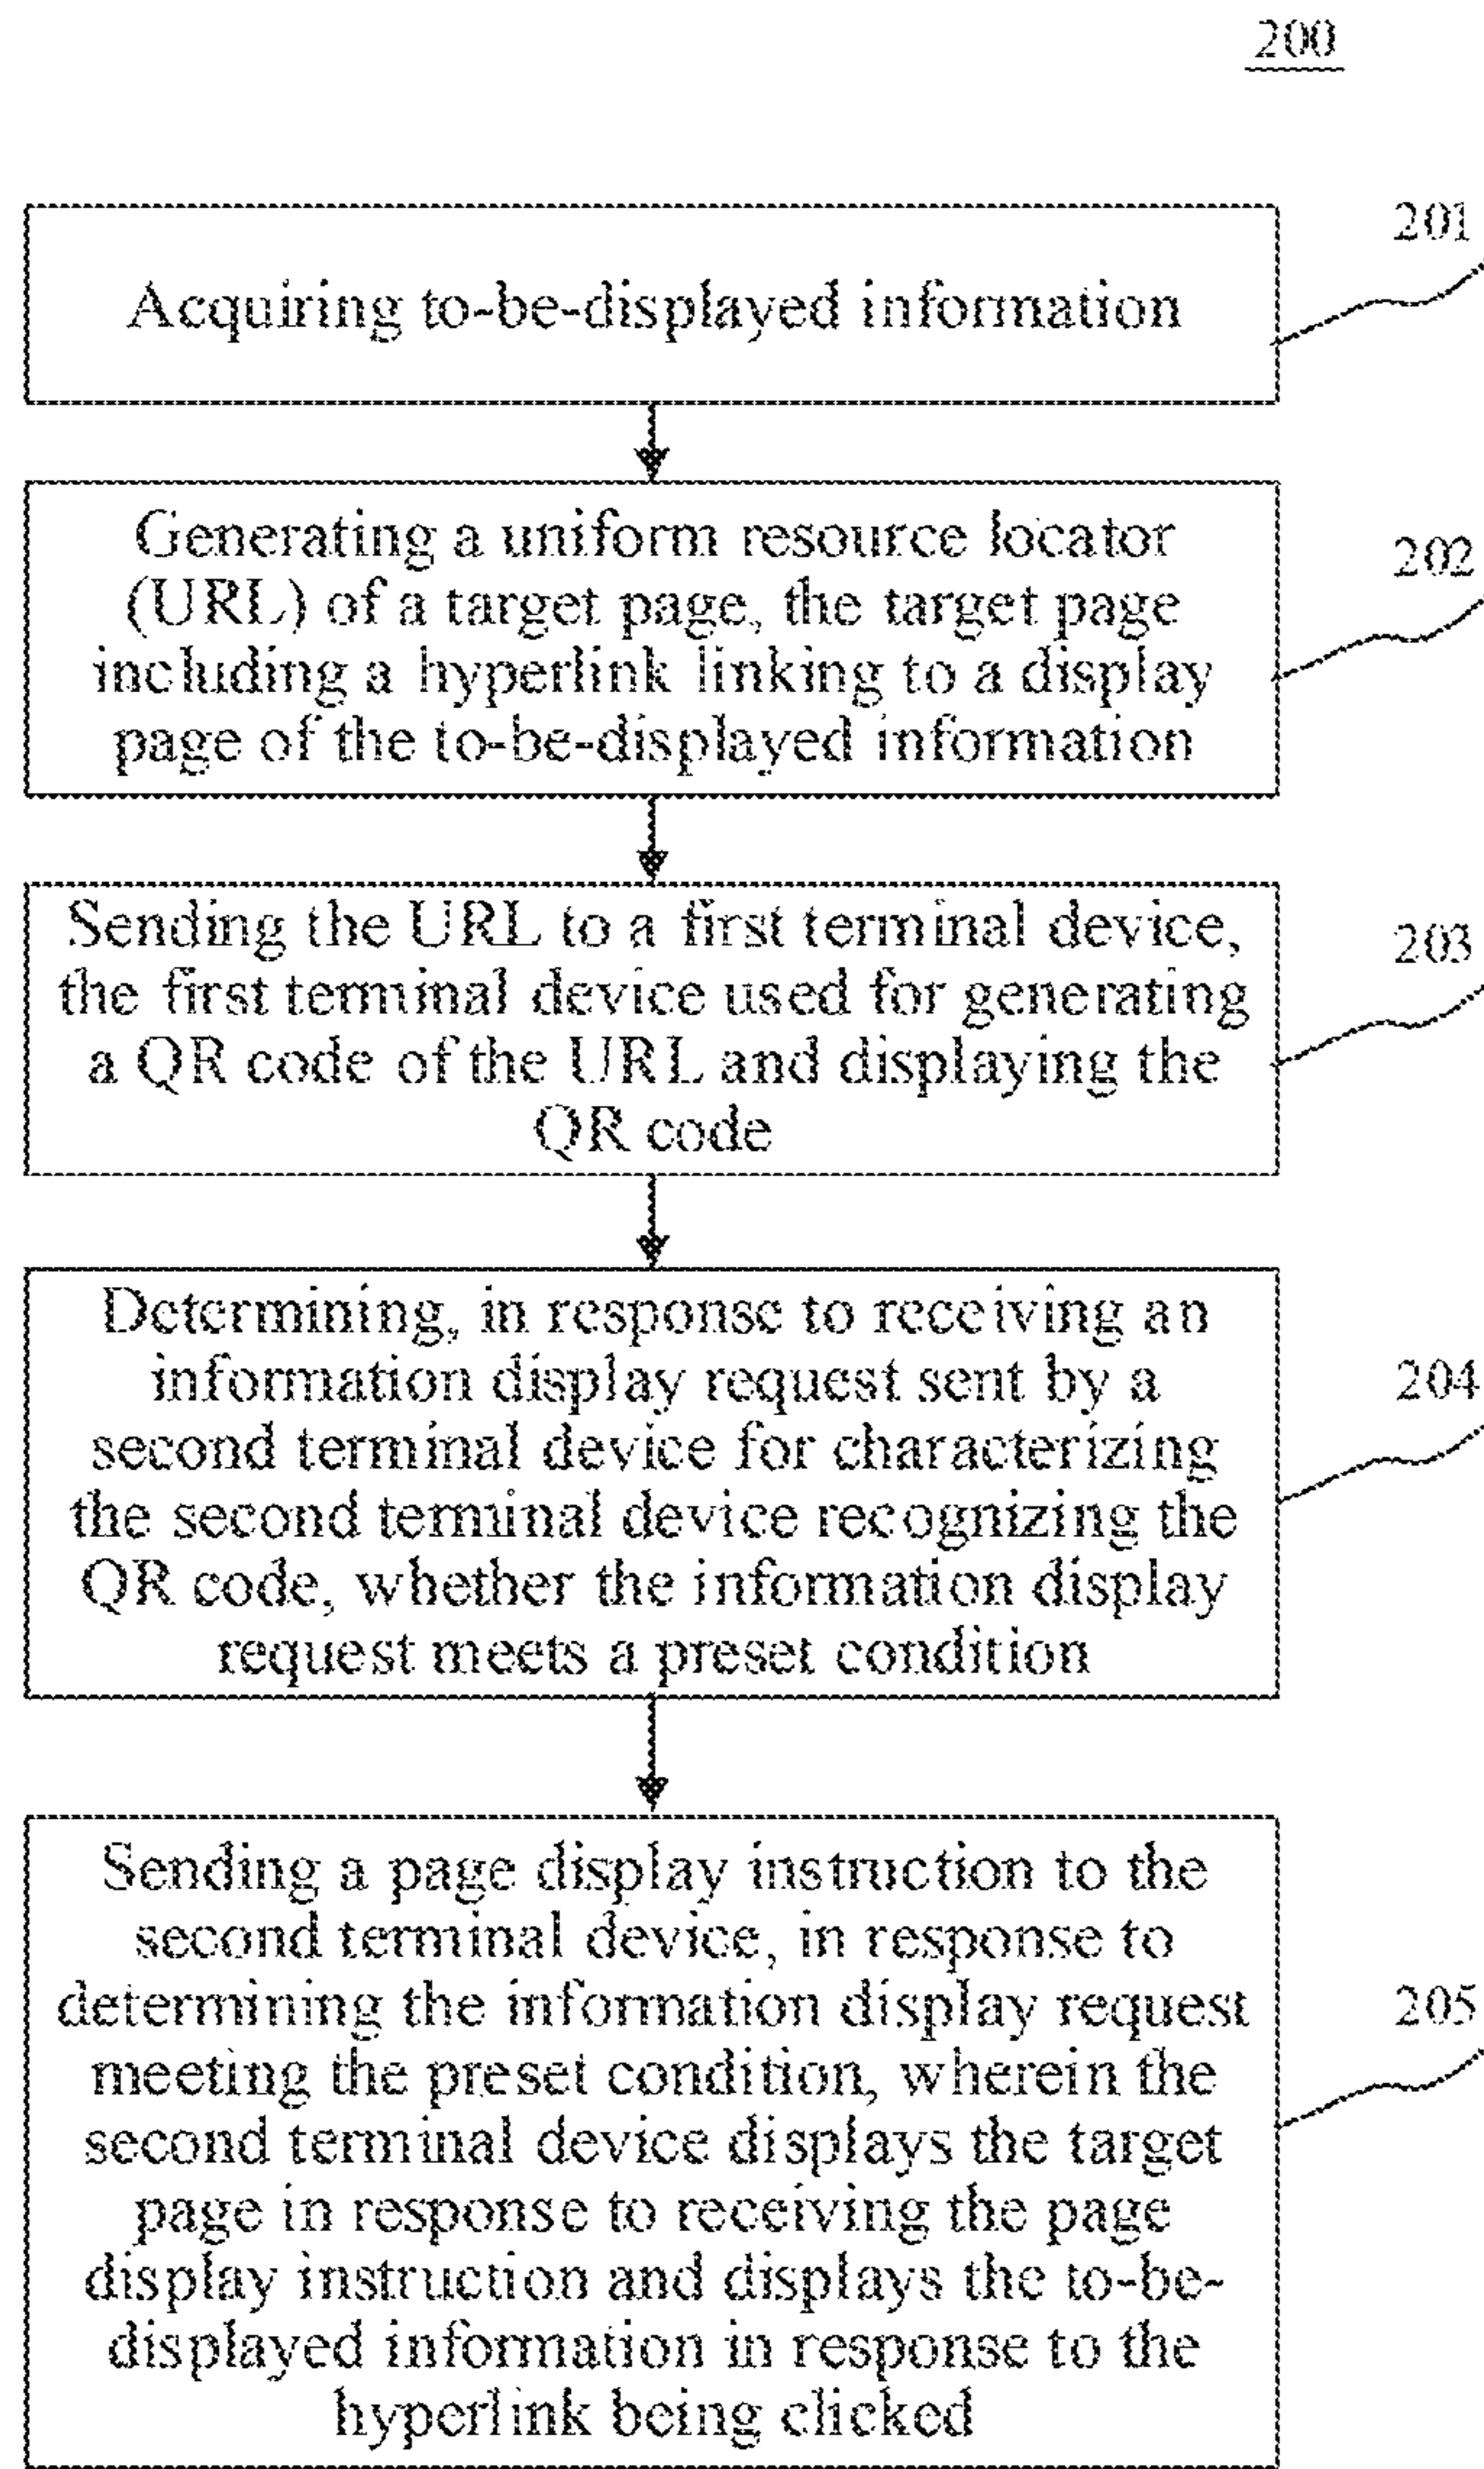 200
201
Acquiring to-be-displayed information
202
Generating a uniform resource locator
(URL) of a target page, the target page
including a hyperlink linking to a display
page of the to-be-displayed information
203
Sending the URL to a first terminal device,
the first terminal device used for generating
a QR code of the URL and displaying the
QR code
204
Determining, in response to receiving an
information display request sent by a
second terminal device for characterizing
the second terminal device recognizing the
QR code, whether the information display
request meets a preset condition
205
Sending a page display instruction to the
second terminal device, in response to
determining the information display request
meeting the preset condition, wherein the
second terminal device displays the target
page in response to receiving the page
display instruction and displays the to-be-
displayed information in response to the
hyperlink being clicked